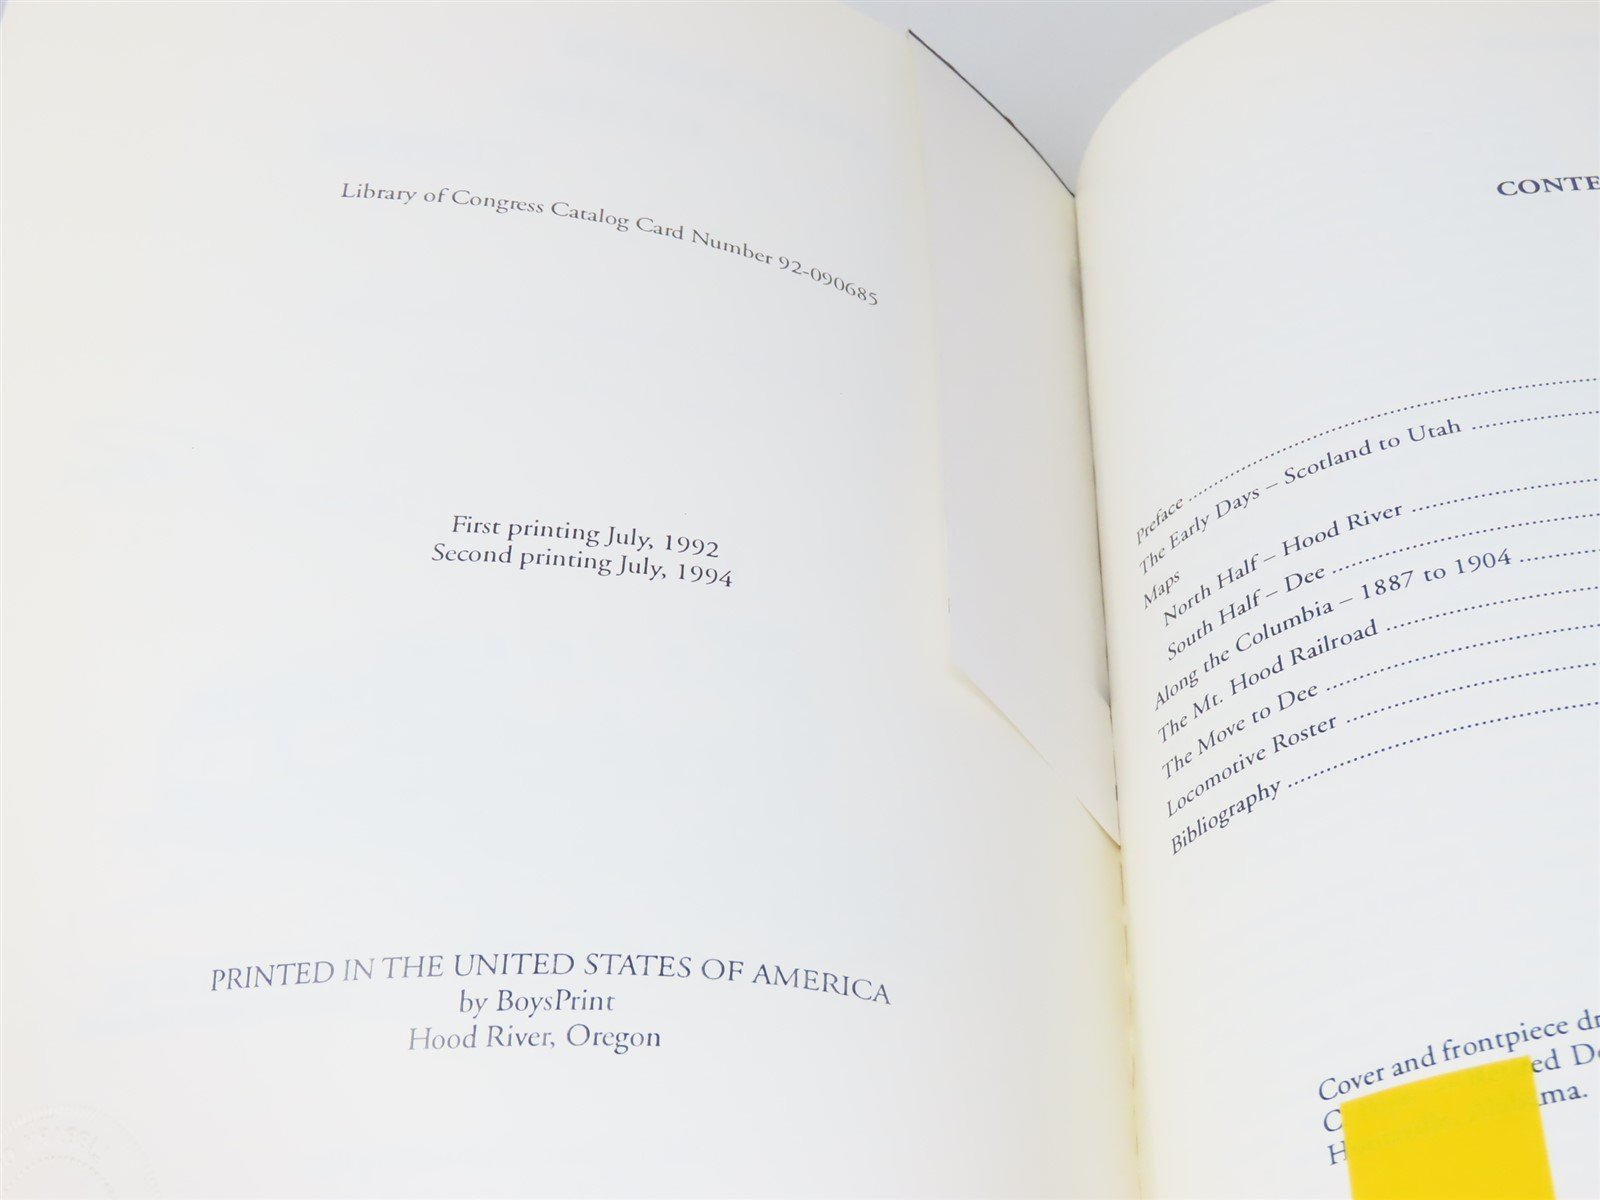 Library of Congress Catalog Card Number 92-090685
First printing July, 1992
Second printing July, 1994
PRINTED IN THE UNITED STATES OF AMERICA
by BoysPrint
Hood River, Oregon
CONTE
Preface
The Early Days – Scotland to Utah
Maps
North Half – Hood River
South Half – Dee
Along the Columbia – 1887 to 1904
The Mt. Hood Railroad
The Move to Dee
Locomotive Roster
Bibliography
Cover and frontpiece dr